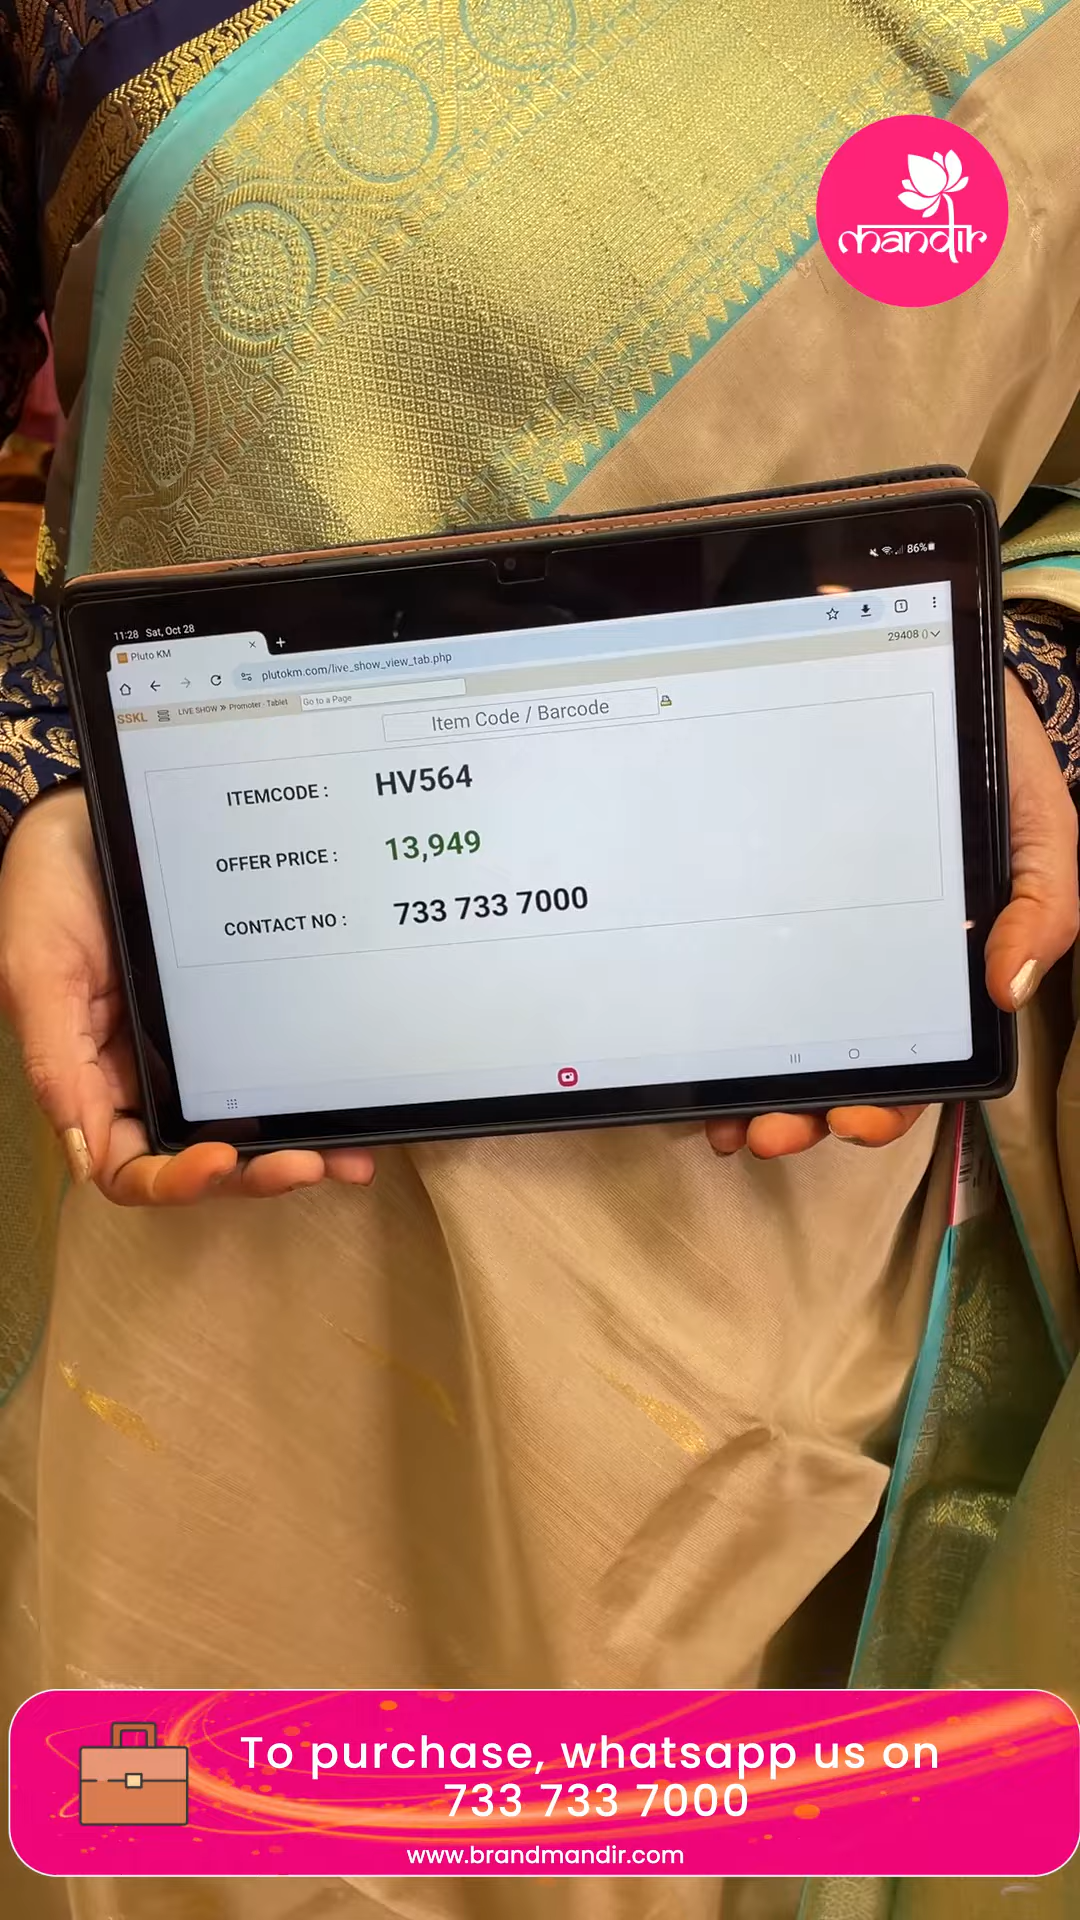 mandir
86%
11:28 Sat, Oct 28
Pluto KM
plutokm.com/live_show_view_tab.php
29408 ()
SSKL
LIVE SHOW >> Promoter - Tablet
Go to a Page
Item Code / Barcode
ITEMCODE : HV564
OFFER PRICE : 13,949
CONTACT NO : 733 733 7000
To purchase, whatsapp us on
733 733 7000
www.brandmandir.com